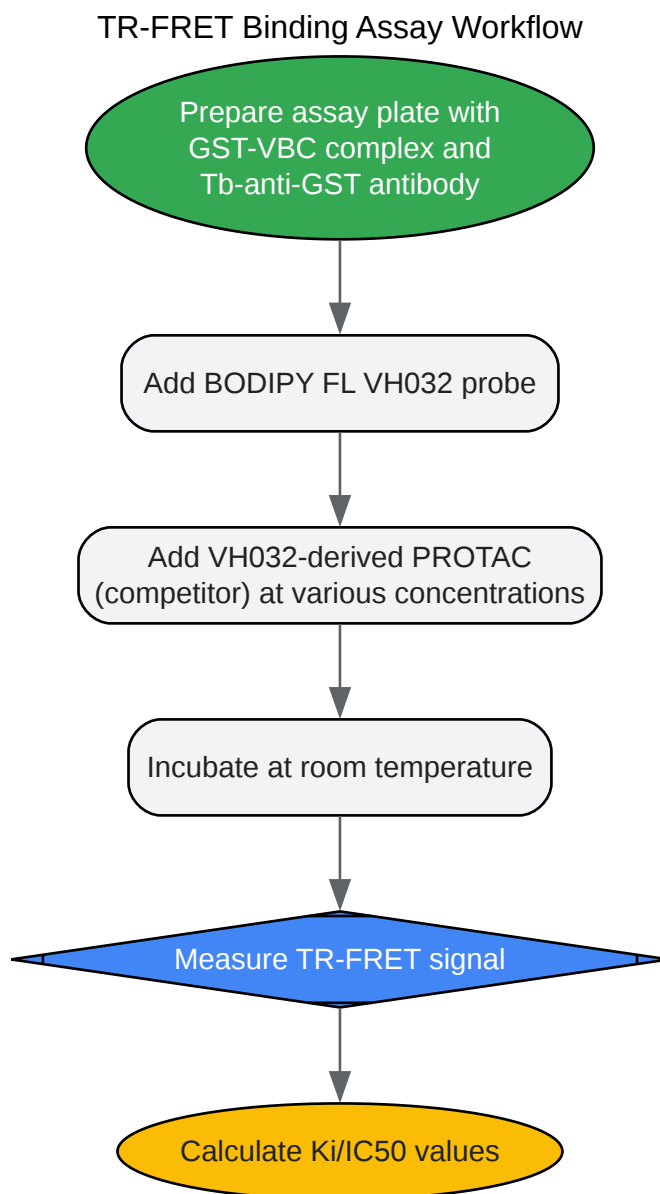 TR-FRET Binding Assay Workflow
Prepare assay plate with
GST-VBC complex and
Tb-anti-GST antibody
Add BODIPY FL VH032 probe
Add VH032-derived PROTAC
(competitor) at various concentrations
Incubate at room temperature
Measure TR-FRET signal
Calculate Ki/IC50 values